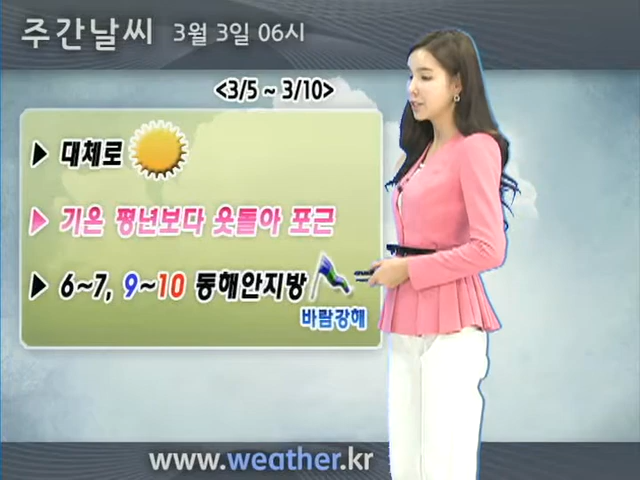 주간날씨 3월 3일 06시
<3/5 ~ 3/10>
▶ 대체로
▶ 기온 평년보다 웃돌아 포근
▶ 6~7, 9~10 동해안지방
바람강해
www.weather.kr